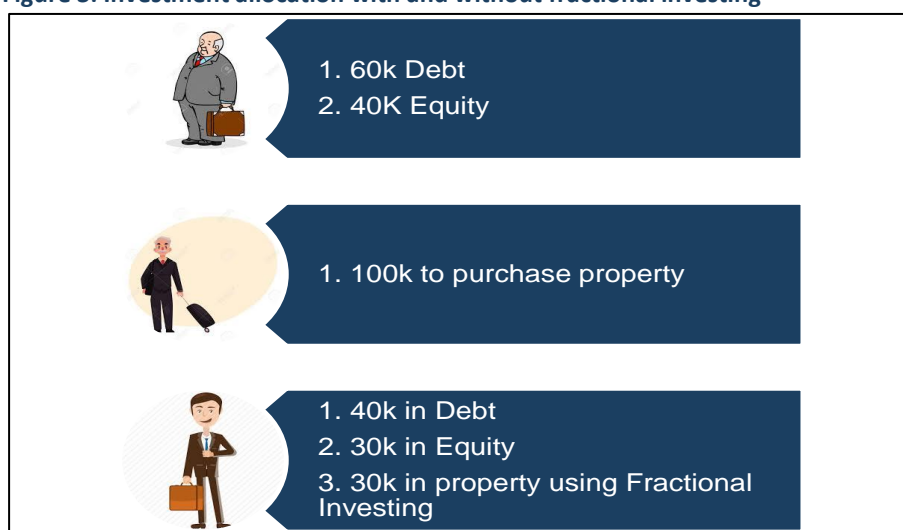 Figure 3: Investment allocation with and without fractional investing
1. 60k Debt
2. 40K Equity
1. 100k to purchase property
1. 40k in Debt
2. 30k in Equity
3. 30k in property using Fractional
Investing